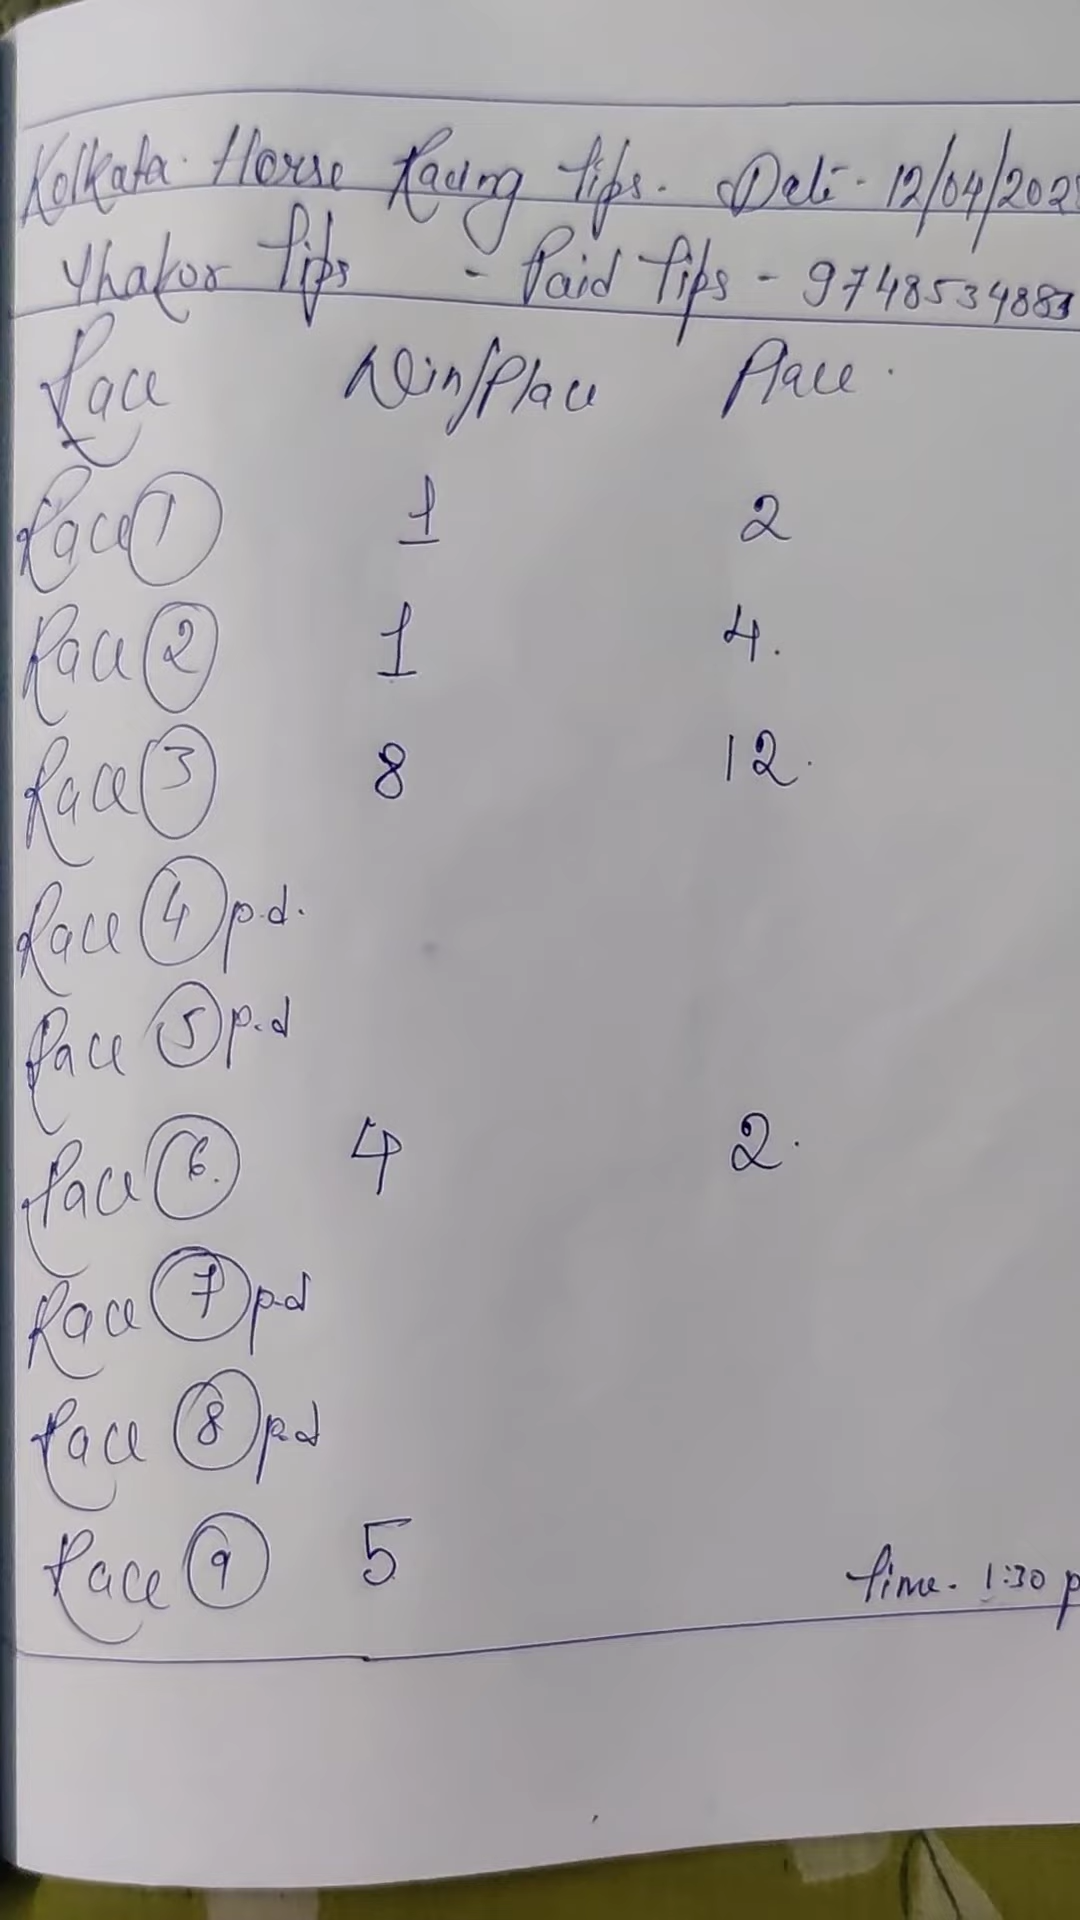 Kolkata Horse Racing Tips. Date- 12/04/202
Thakor Tips - Paid Tips - 974853488
Race Win/Place Place.
Race 1 1 2
Race 2 1 4.
Race 3 8 12.
Race 4 p.d.
Race 5 p.d
Race 6. 4 2.
Race 7 p.d
Race 8 p.d
Race 9 5
Time- 1:30 p